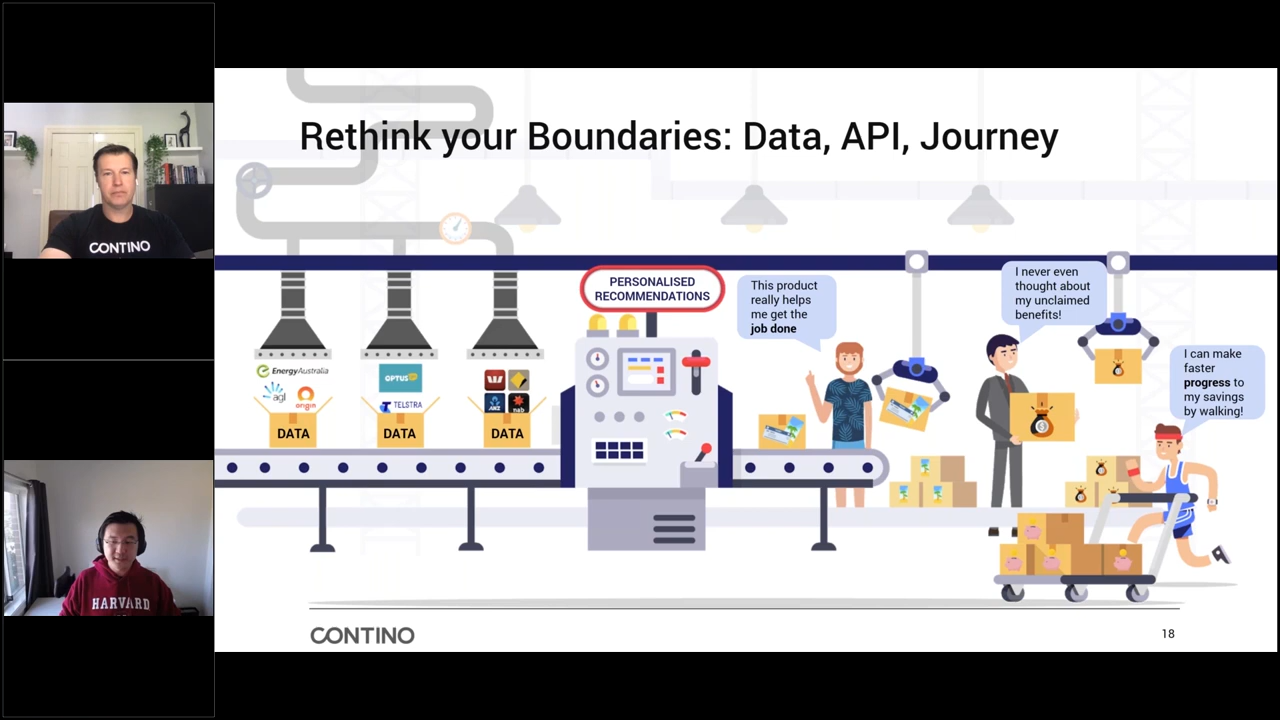 CONTINO
HARVARD
Rethink your Boundaries: Data, API, Journey
EnergyAustralia
agl
origin
DATA
OPTUS
TELSTRA
DATA
ANZ
nab
DATA
PERSONALISED
RECOMMENDATIONS
This product
really helps
me get the
job done
I never even
thought about
my unclaimed
benefits!
I can make
faster
progress to
my savings
by walking!
CONTINO
18